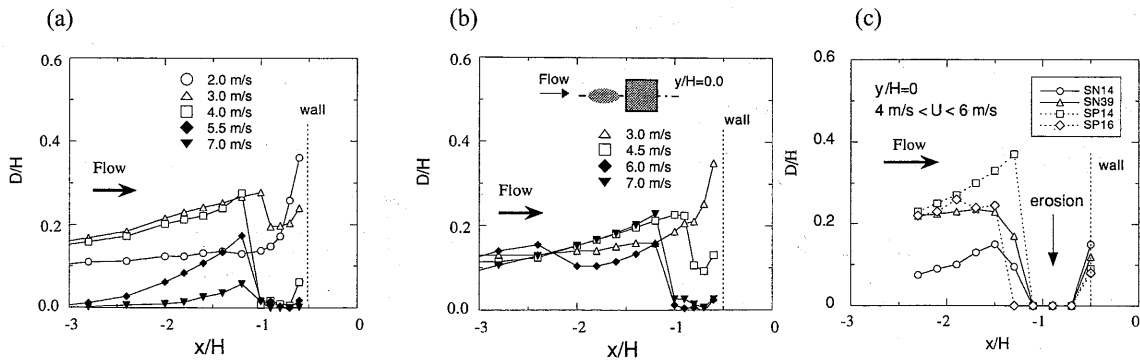 (a)
0.6
0.4
0.2
0.0
D/H
2.0 m/s
3.0 m/s
4.0 m/s
5.5 m/s
7.0 m/s
wall
Flow
-3
-2
-1
0
x/H
(b)
0.6
0.4
0.2
0.0
D/H
Flow
y/H=0.0
3.0 m/s
4.5 m/s
6.0 m/s
7.0 m/s
wall
Flow
-3
-2
-1
0
x/H
(c)
0.6
0.4
0.2
0
D/H
y/H=0
4 m/s < U < 6 m/s
SN14
SN39
SP14
SP16
Flow
wall
erosion
-3
-2
-1
0
x/H